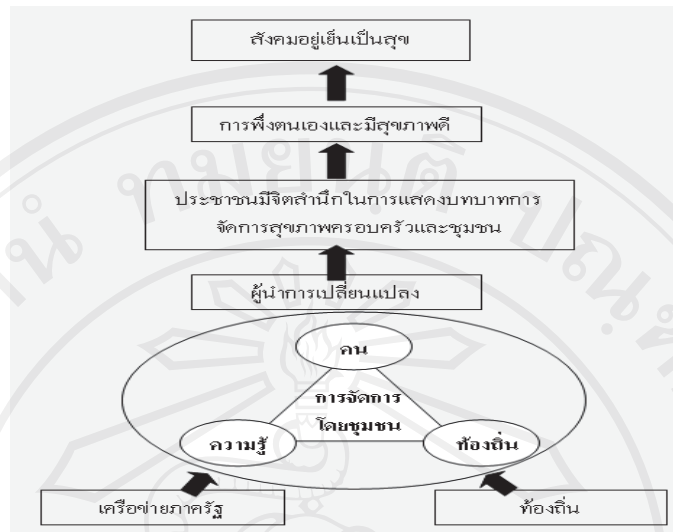 สังคมอยู่เย็นเป็นสุข
การพึ่งตนเองและมีสุขภาพดี
ประชาชนมีจิตสำนึกในการแสดงบทบาทการ
จัดการสุขภาพครอบครัวและชุมชน
ผู้นำการเปลี่ยนแปลง
คน
การจัดการ
โดยชุมชน
ความรู้
ท้องถิ่น
เครือข่ายภาครัฐ
ท้องถิ่น